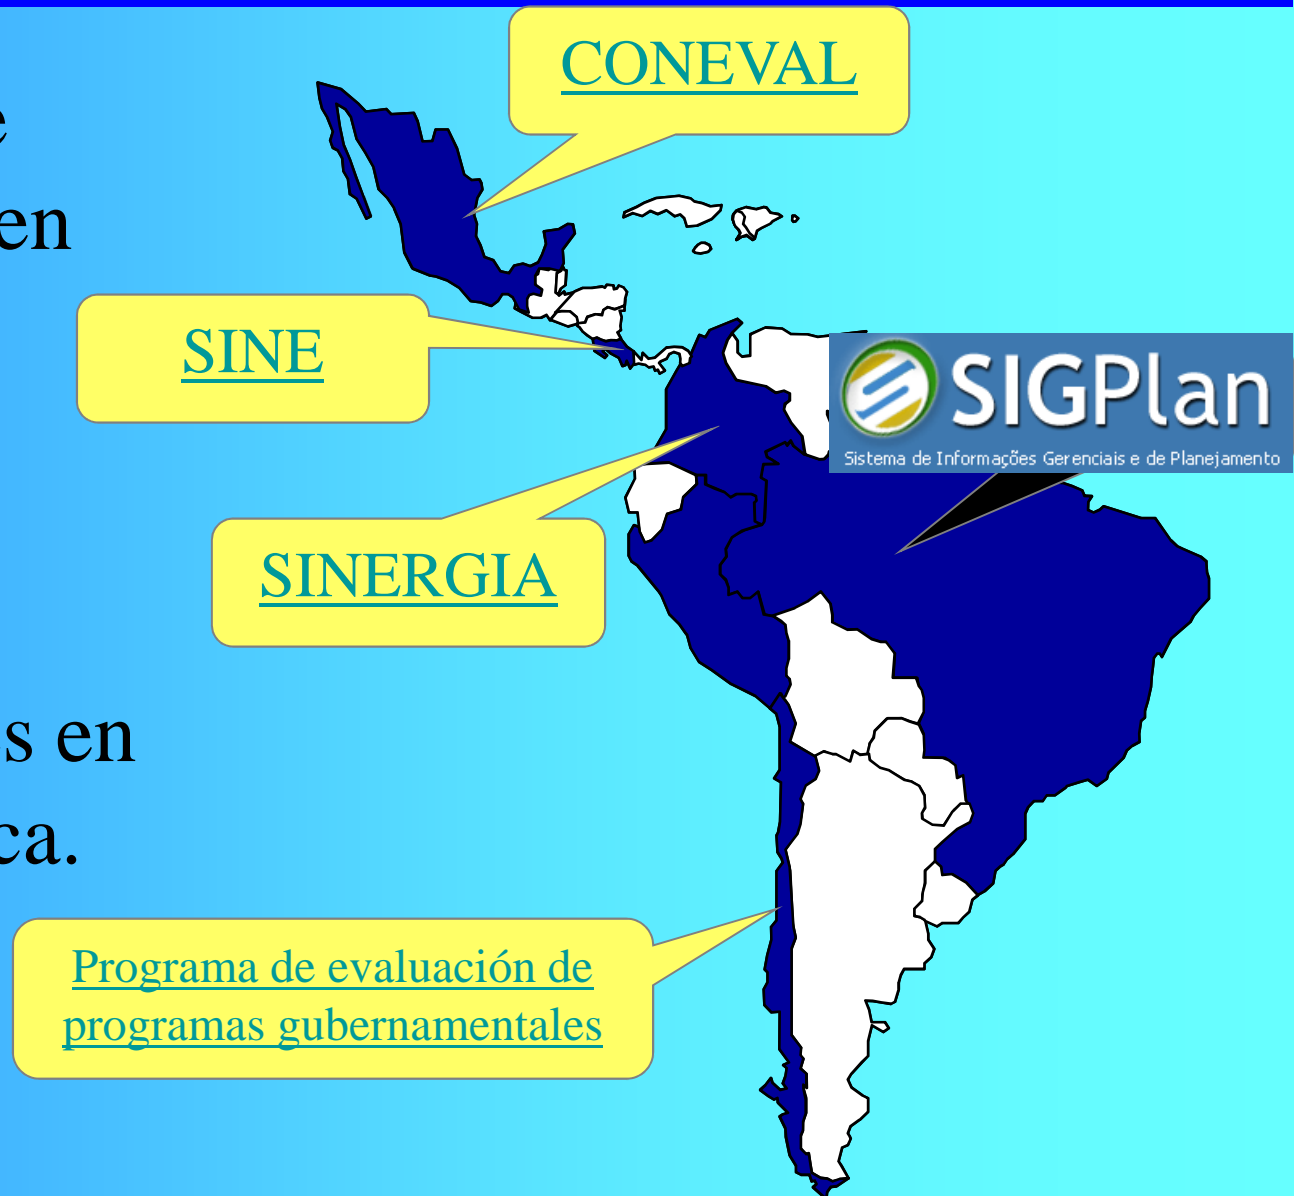 CONEVAL
en
SINE
SIGPlan
Sistema de Informações Gerenciais e de Planejamento
SINERGIA
s en
ca.
Programa de evaluación de
programas gubernamentales